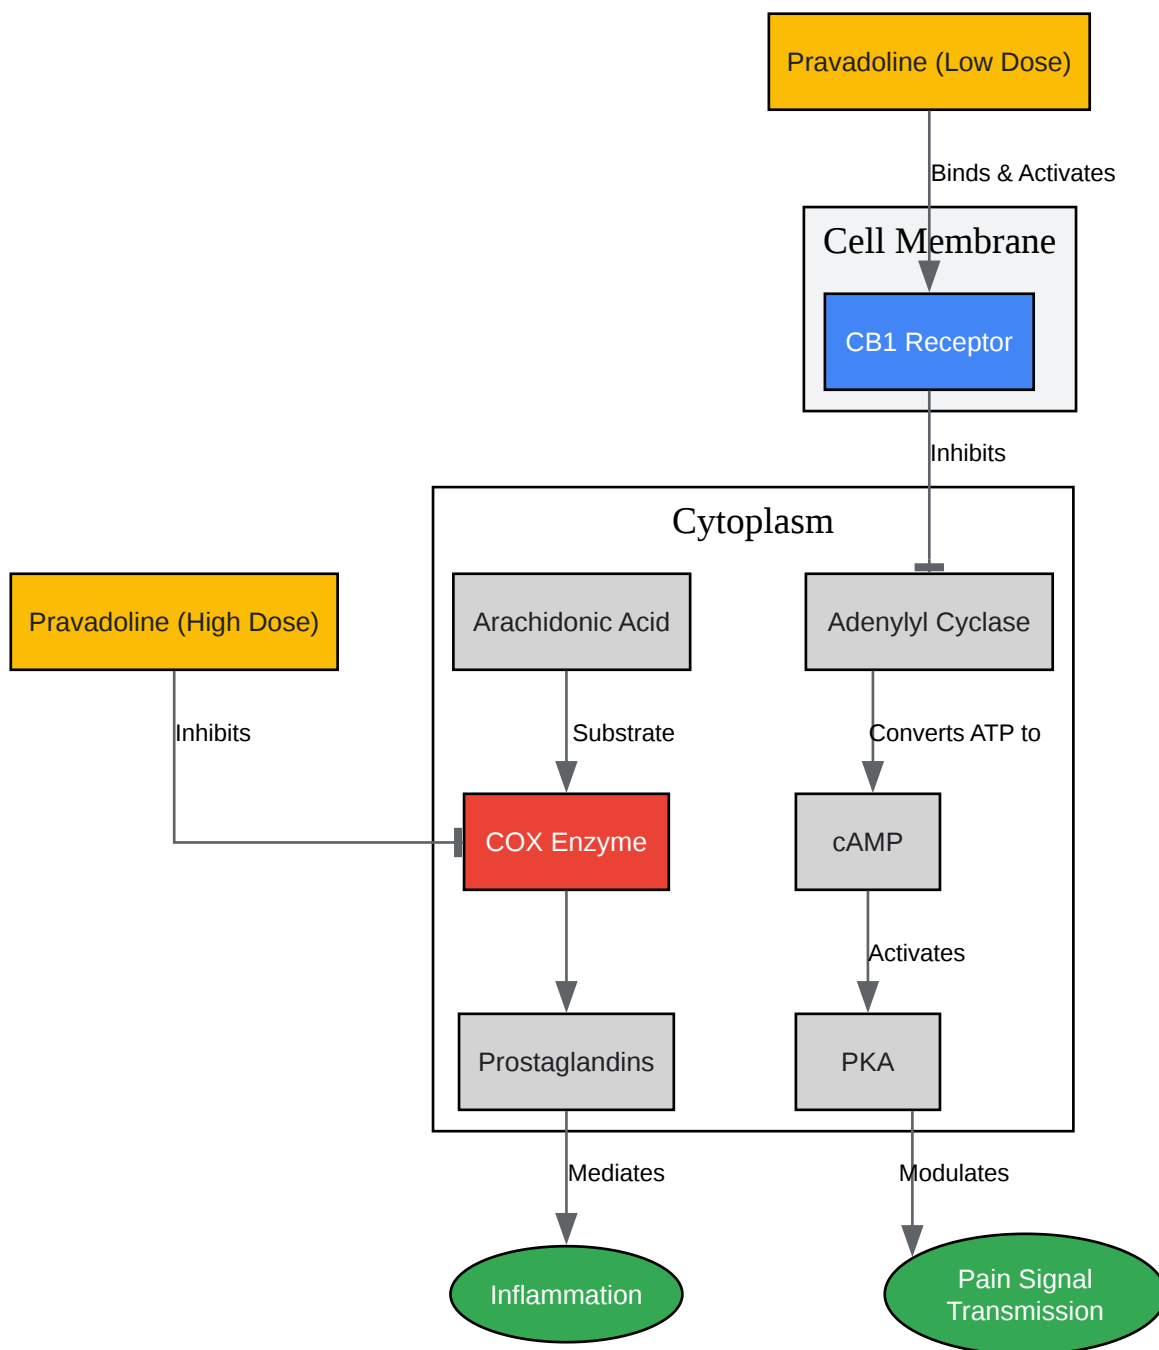 Pravadoline (Low Dose)
Binds & Activates
Cell Membrane
CB1 Receptor
Inhibits
Cytoplasm
Pravadoline (High Dose)
Arachidonic Acid
Adenylyl Cyclase
Inhibits
Substrate
Converts ATP to
COX Enzyme
cAMP
Activates
Prostaglandins
PKA
Mediates
Modulates
Inflammation
Pain Signal
Transmission